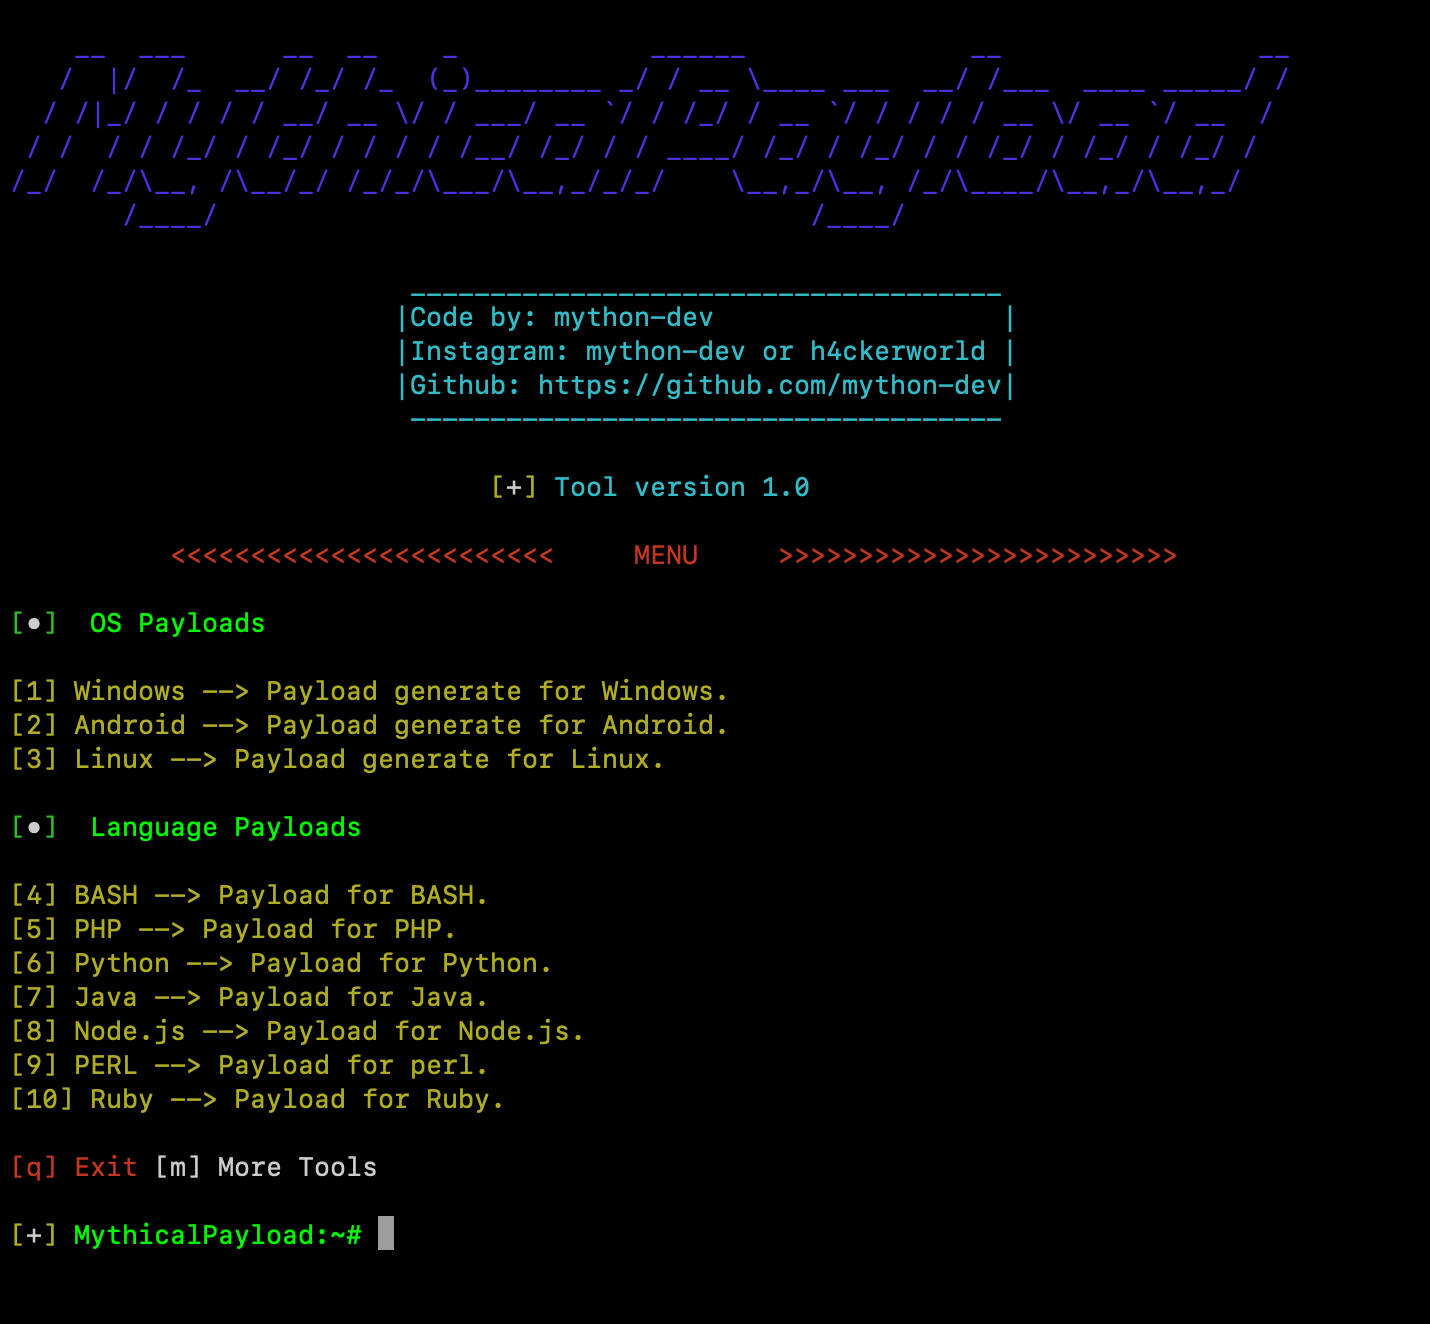 MythicalPayload
Code by: mython-dev
Instagram: mython-dev or h4ckerworld
Github: https://github.com/mython-dev
[+] Tool version 1.0
<<<<<<<<<<<<<<<<<<<<<<<< MENU >>>>>>>>>>>>>>>>>>>>>>>>>
[●] OS Payloads
[1] Windows --> Payload generate for Windows.
[2] Android --> Payload generate for Android.
[3] Linux --> Payload generate for Linux.
[●] Language Payloads
[4] BASH --> Payload for BASH.
[5] PHP --> Payload for PHP.
[6] Python --> Payload for Python.
[7] Java --> Payload for Java.
[8] Node.js --> Payload for Node.js.
[9] PERL --> Payload for perl.
[10] Ruby --> Payload for Ruby.
[q] Exit [m] More Tools
[+] MythicalPayload:~#